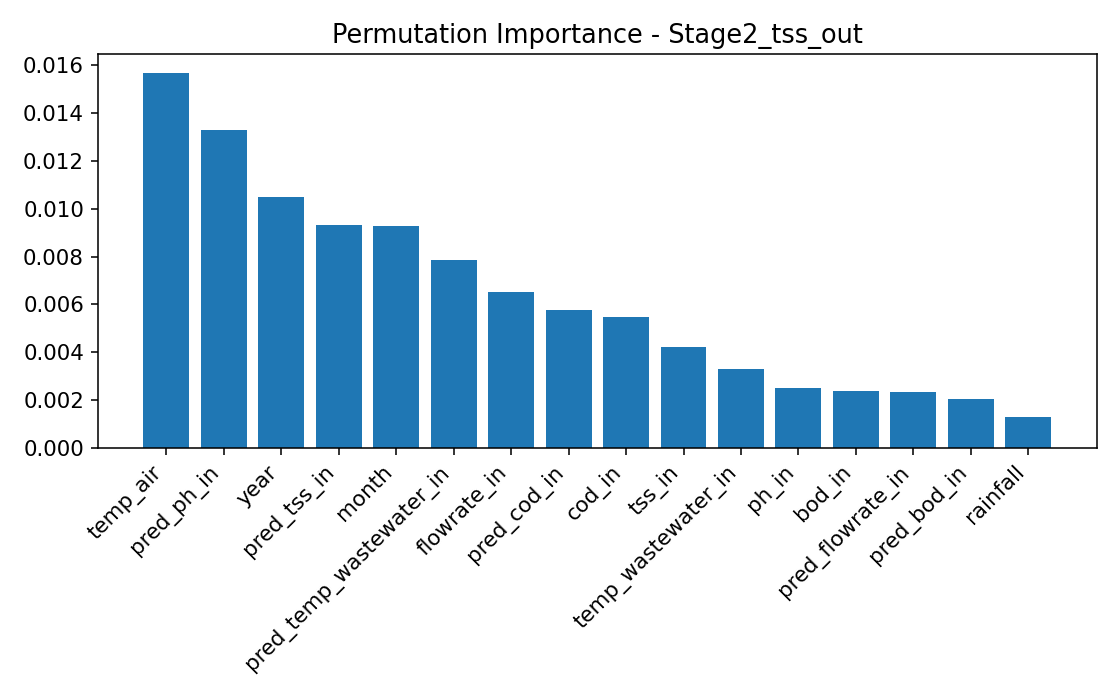 Permutation Importance - Stage2_tss_out
0.016
0.014
0.012
0.010
0.008
0.006
0.004
0.002
0.000
temp_air
pred_ph_in
year
pred_tss_in
month
pred_temp_wastewater_in
flowrate_in
pred_cod_in
cod_in
tss_in
temp_wastewater_in
ph_in
bod_in
pred_flowrate_in
pred_bod_in
rainfall